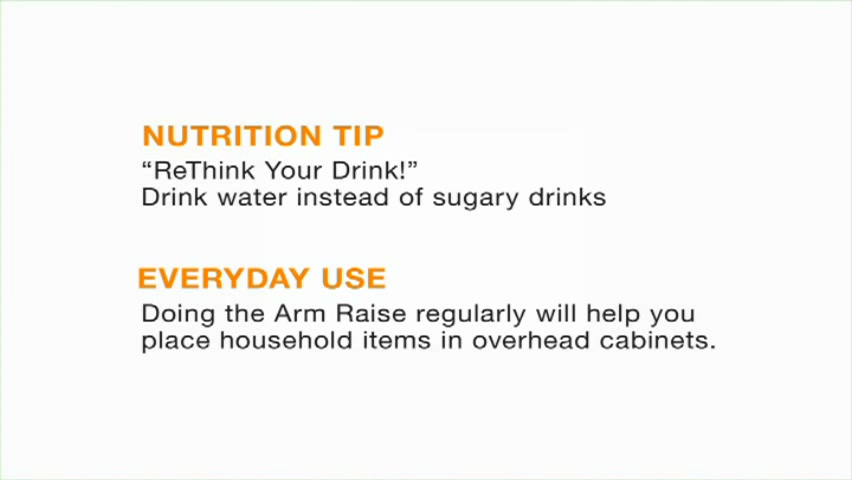 NUTRITION TIP
“ReThink Your Drink!”
Drink water instead of sugary drinks
EVERYDAY USE
Doing the Arm Raise regularly will help you
place household items in overhead cabinets.